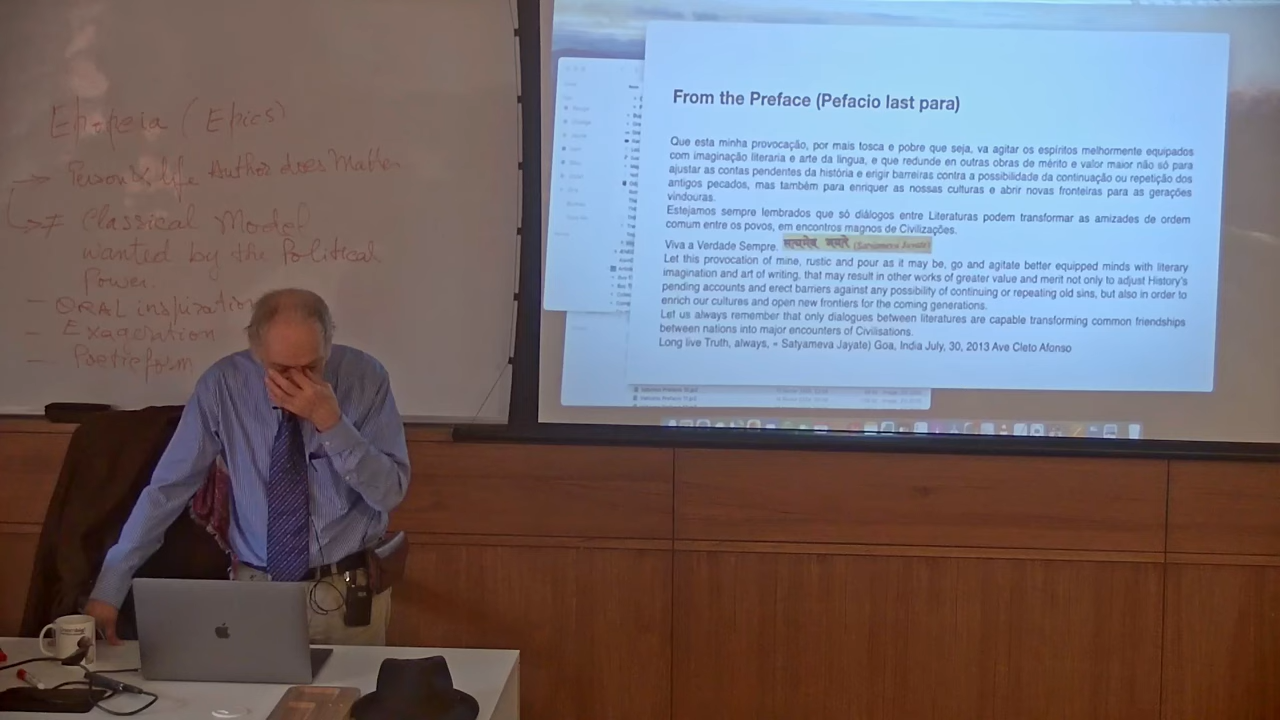 Epopeia (Epics)
→ Person & life Author does Matter
→ Classical Model
wanted by the Political
Power.
- ORAL inspiration
- Exageration
- Poetic form
From the Preface (Pefacio last para)
Que esta minha provocação, por mais tosca e pobre que seja, va agitar os espíritos melhormente equipados
com imaginação literaria e arte da lingua, e que redunde en outras obras de mérito e valor maior não só para
ajustar as contas pendentes da história e erigir barreiras contra a possibilidade da continuação ou repetição dos
antigos pecados, mas também para enriquer as nossas culturas e abrir novas fronteiras para as gerações
vindouras.
Estejamos sempre lembrados que só diálogos entre Literaturas podem transformar as amizades de ordem
comum entre os povos, em encontros magnos de Civilizações.
Viva a Verdade Sempre. सत्यमेव जयते (Satyameva Jayate)
Let this provocation of mine, rustic and pour as it may be, go and agitate better equipped minds with literary
imagination and art of writing, that may result in other works of greater value and merit not only to adjust History's
pending accounts and erect barriers against any possibility of continuing or repeating old sins, but also in order to
enrich our cultures and open new frontiers for the coming generations.
Let us always remember that only dialogues between literatures are capable transforming common friendships
between nations into major encounters of Civilisations.
Long live Truth, always, = Satyameva Jayate) Goa, India July, 30, 2013 Ave Cleto Afonso